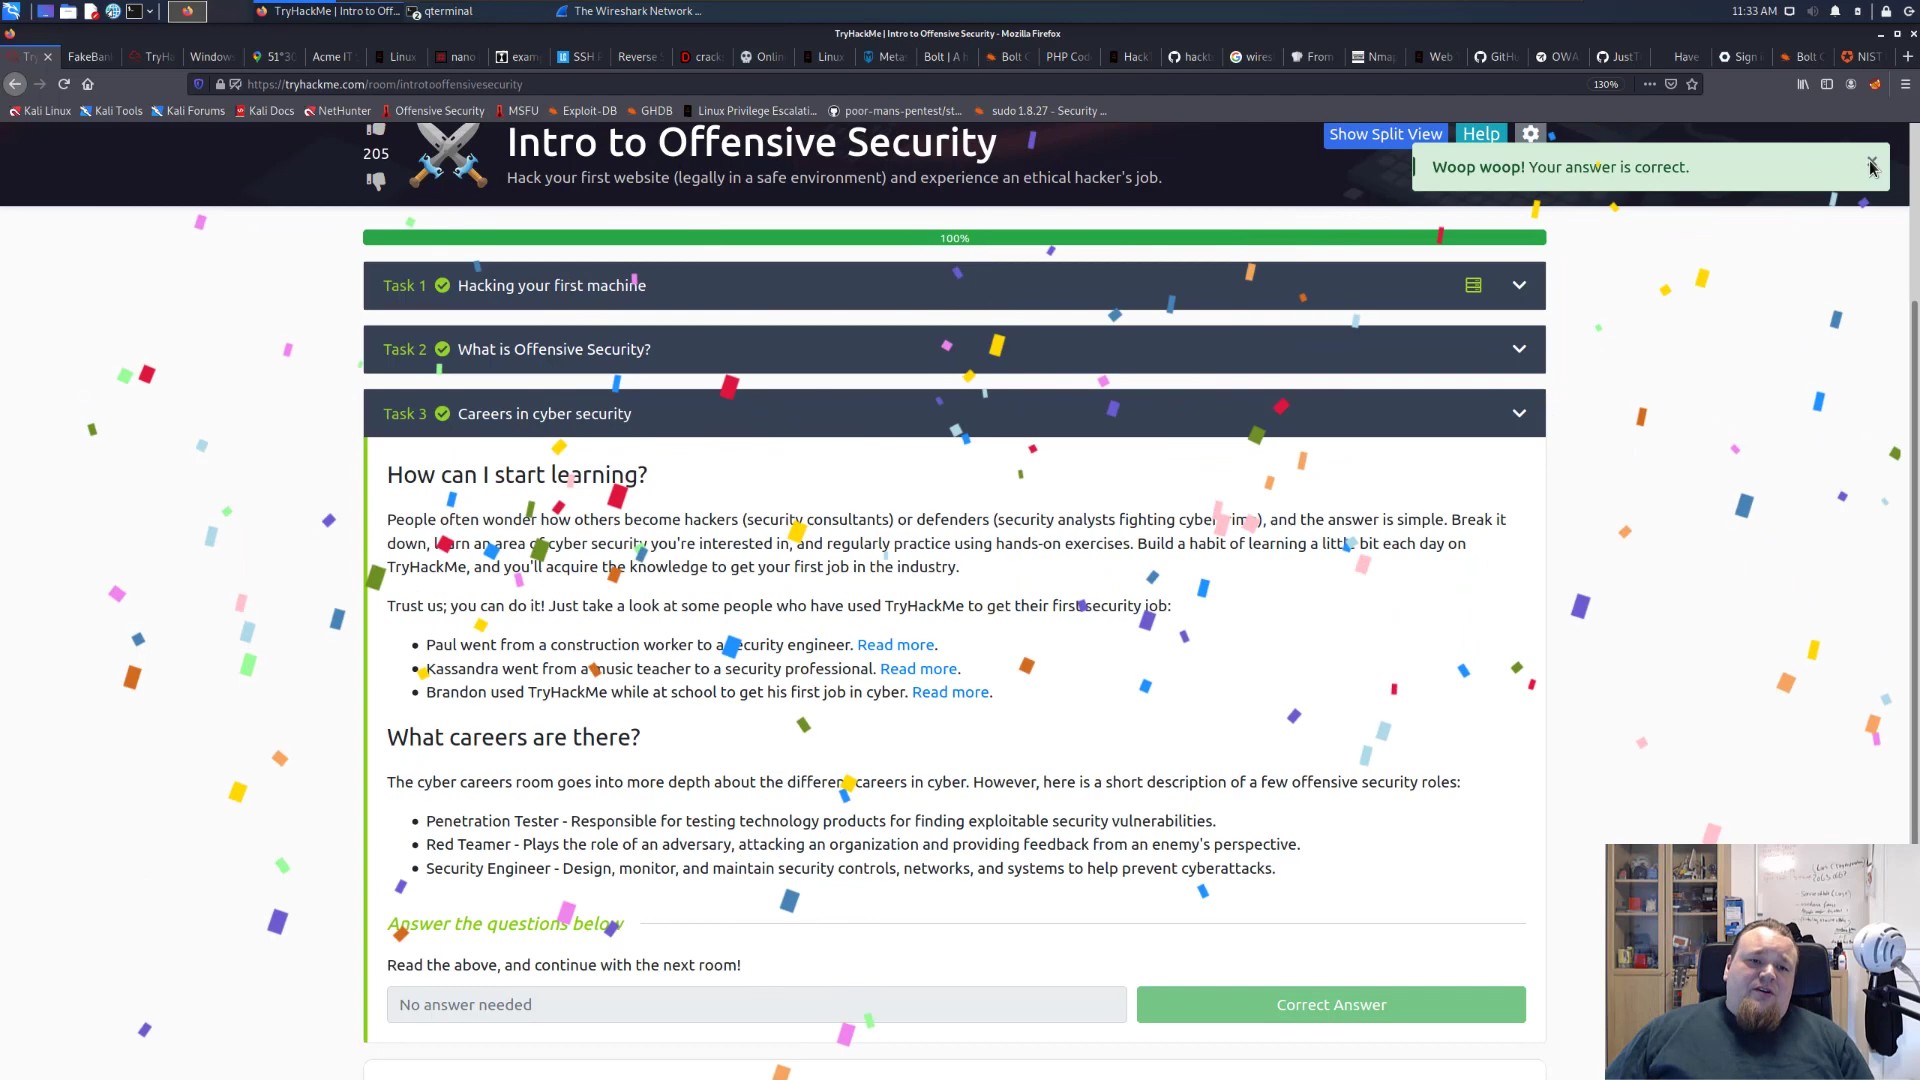 TryHackMe | Intro to Off...
qterminal
The Wireshark Network ...
11:33 AM
TryHackMe | Intro to Offensive Security - Mozilla Firefox
Try
FakeBan
TryHa
Windows
51°30
Acme IT
Linux
nano
exam
SSH
Reverse
crack
Onlin
Linux
Metas
Bolt | A h
Bolt C
PHP Cod
HackT
hackt
wires
From
Nmap
Web
GitHu
OWA
JustT
Have
Sign i
Bolt C
NIST
https://tryhackme.com/room/introtooffensivesecurity
130%
Kali Linux
Kali Tools
Kali Forums
Kali Docs
NetHunter
Offensive Security
MSFU
Exploit-DB
GHDB
Linux Privilege Escalati...
poor-mans-pentest/st...
sudo 1.8.27 - Security ...
205
Intro to Offensive Security
Hack your first website (legally in a safe environment) and experience an ethical hacker's job.
Show Split View
Help
Woop woop! Your answer is correct.
100%
Task 1 Hacking your first machine
Task 2 What is Offensive Security?
Task 3 Careers in cyber security
How can I start learning?
People often wonder how others become hackers (security consultants) or defenders (security analysts fighting cybercrime), and the answer is simple. Break it
down, learn an area of cyber security you're interested in, and regularly practice using hands-on exercises. Build a habit of learning a little bit each day on
TryHackMe, and you'll acquire the knowledge to get your first job in the industry.
Trust us; you can do it! Just take a look at some people who have used TryHackMe to get their first security job:
Paul went from a construction worker to a security engineer. Read more.
Kassandra went from a music teacher to a security professional. Read more.
Brandon used TryHackMe while at school to get his first job in cyber. Read more.
What careers are there?
The cyber careers room goes into more depth about the different careers in cyber. However, here is a short description of a few offensive security roles:
Penetration Tester - Responsible for testing technology products for finding exploitable security vulnerabilities.
Red Teamer - Plays the role of an adversary, attacking an organization and providing feedback from an enemy's perspective.
Security Engineer - Design, monitor, and maintain security controls, networks, and systems to help prevent cyberattacks.
Answer the questions below
Read the above, and continue with the next room!
No answer needed
Correct Answer